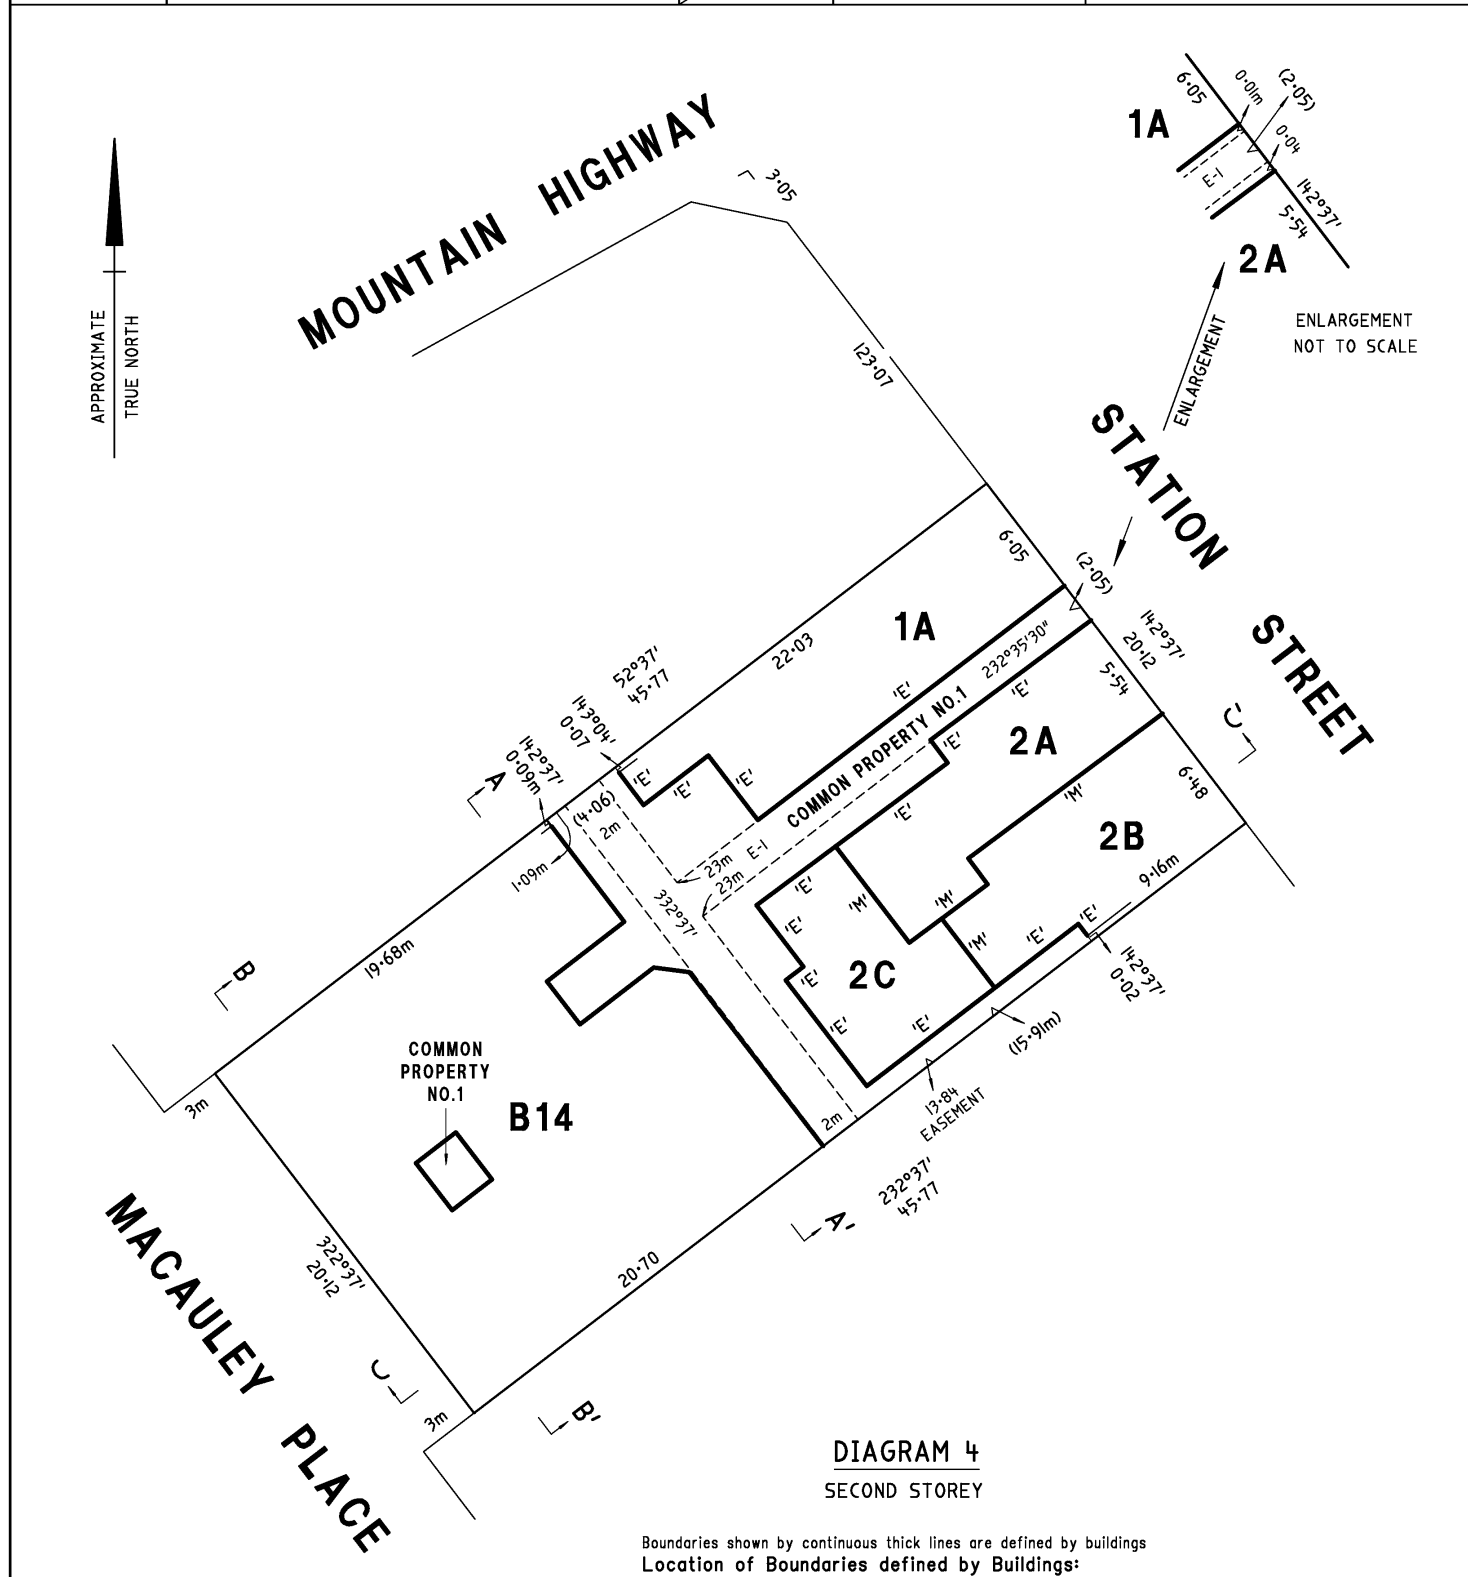 MOUNTAIN HIGHWAY
3·05
6·05
0·01m
(2·05)
0·04
1A
E-1
142°37'
5·54
2A
ENLARGEMENT
NOT TO SCALE
ENLARGEMENT
APPROXIMATE
TRUE NORTH
123·07
STATION STREET
6·05
(2·05)
142°37'
20·12
1A
22·03
232°35'30"
52°37'
45·77
'E'
'E'
5·54
143°04'
0·07
142°37'
0·09m
A
COMMON PROPERTY NO.1
2A
'E'
C'
'E'
'E'
'E'
(4·06)
2m
6·48
'M'
'E'
2B
1·09m
23m
E-1
23m
332°37'
9·16m
'E'
'M'
'M'
'E'
'E'
'E'
'M'
19·68m
B
2C
'E'
142°37'
0·02
'E'
'E'
(15·91m)
COMMON
PROPERTY
NO.1
3m
B14
2m
13·84
EASEMENT
232°37'
45·77
A'
322°37'
20·12
20·70
MACAULEY PLACE
C
3m
B'
DIAGRAM 4
SECOND STOREY
Boundaries shown by continuous thick lines are defined by buildings
Location of Boundaries defined by Buildings: